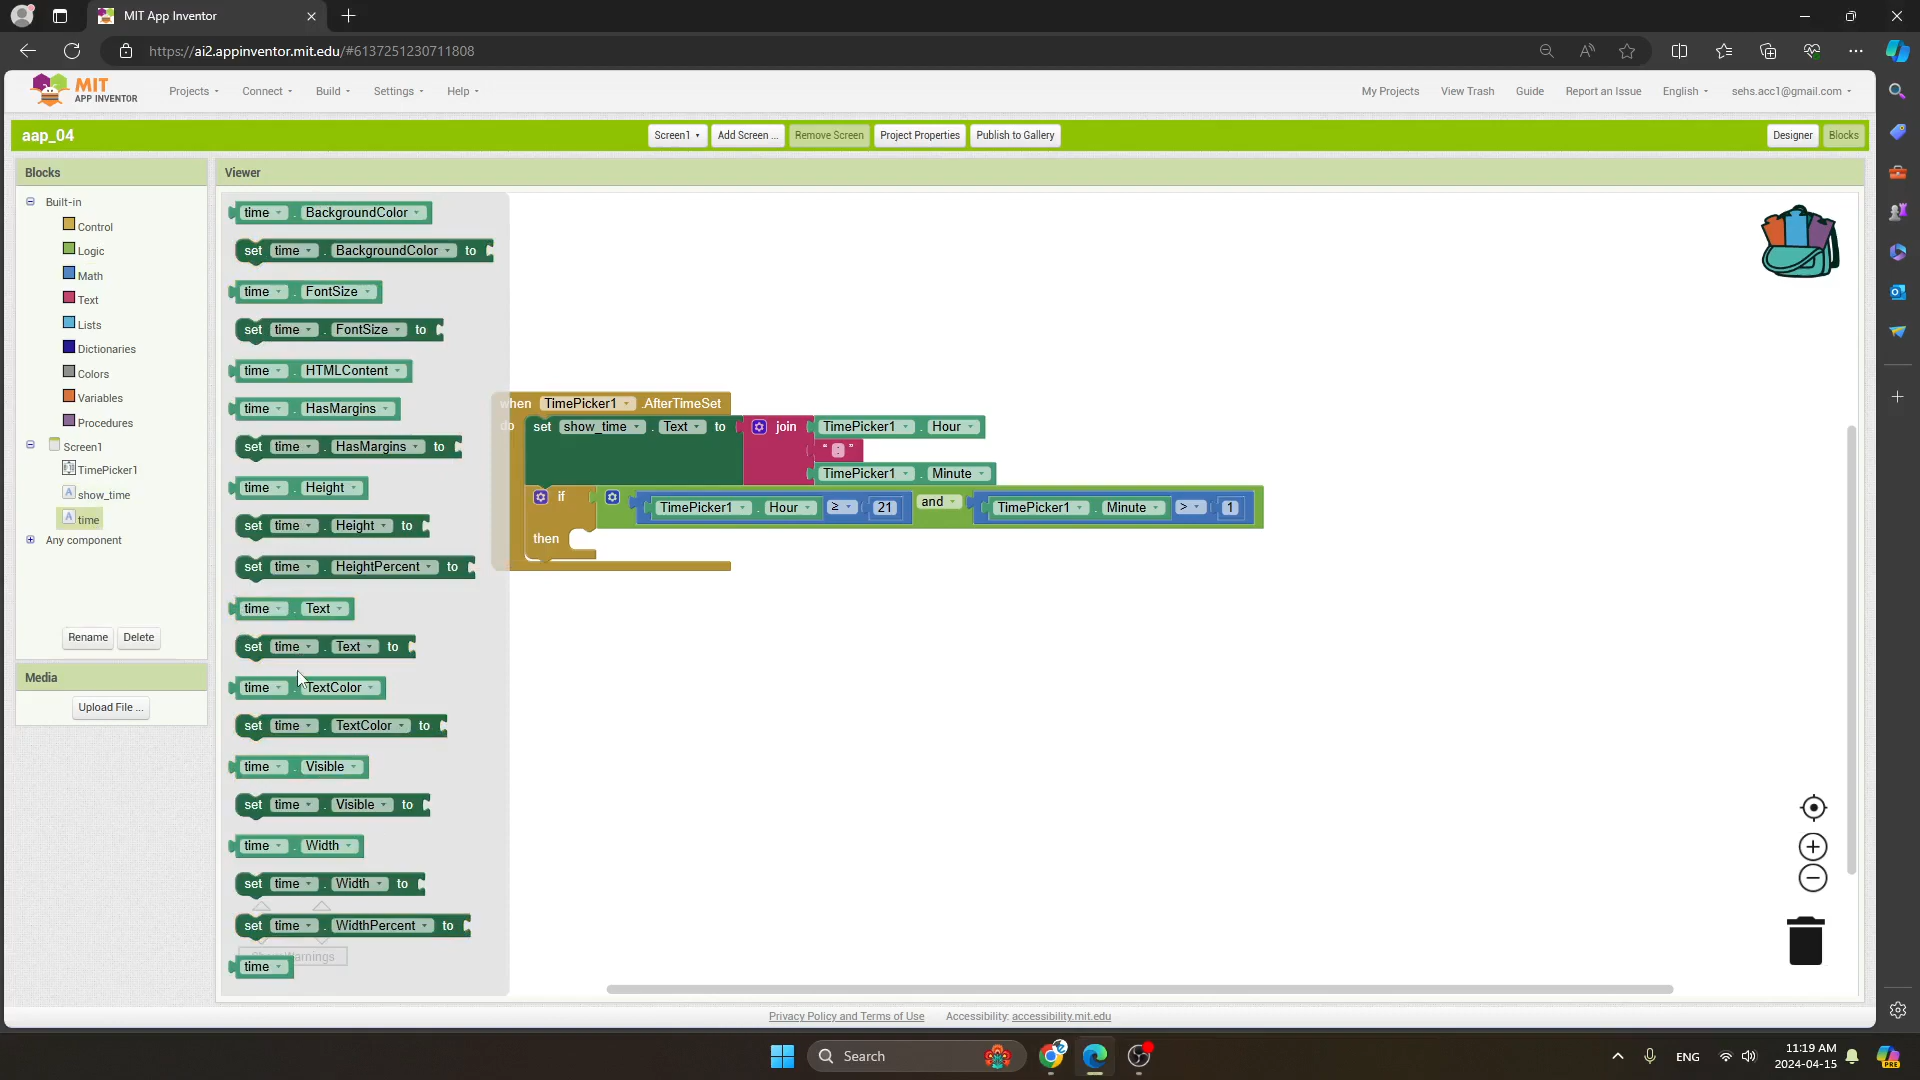 MIT App Inventor
https://ai2.appinventor.mit.edu/#6137251230711808
MIT
APP INVENTOR
Projects
Connect
Build
Settings
Help
My Projects
View Trash
Guide
Report an Issue
English
sehs.acc1@gmail.com
aap_04
Screen1
Add Screen ...
Remove Screen
Project Properties
Publish to Gallery
Designer
Blocks
Blocks
Built-in
Control
Logic
Math
Text
Lists
Dictionaries
Colors
Variables
Procedures
Screen1
TimePicker1
show_time
time
Any component
Rename
Delete
Media
Upload File ...
Viewer
time . BackgroundColor
set time . BackgroundColor to
time . FontSize
set time . FontSize to
time . HTMLContent
time . HasMargins
set time . HasMargins to
time . Height
set time . Height to
set time . HeightPercent to
time . Text
set time . Text to
time . TextColor
set time . TextColor to
time . Visible
set time . Visible to
time . Width
set time . Width to
set time . WidthPercent to
time
when TimePicker1 .AfterTimeSet
do set show_time . Text to join TimePicker1 . Hour
" : "
TimePicker1 . Minute
if TimePicker1 . Hour ≥ 21 and TimePicker1 . Minute > 1
then
Privacy Policy and Terms of Use
Accessibility: accessibility.mit.edu
Search
ENG
11:19 AM
2024-04-15
PRE